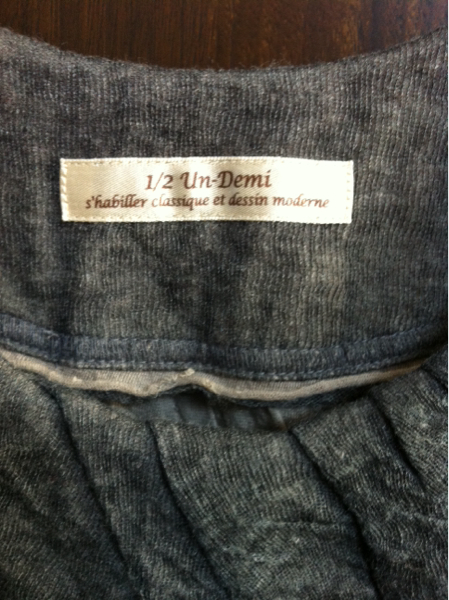 1/2 Un-Demi
s'habiller classique et dessin moderne